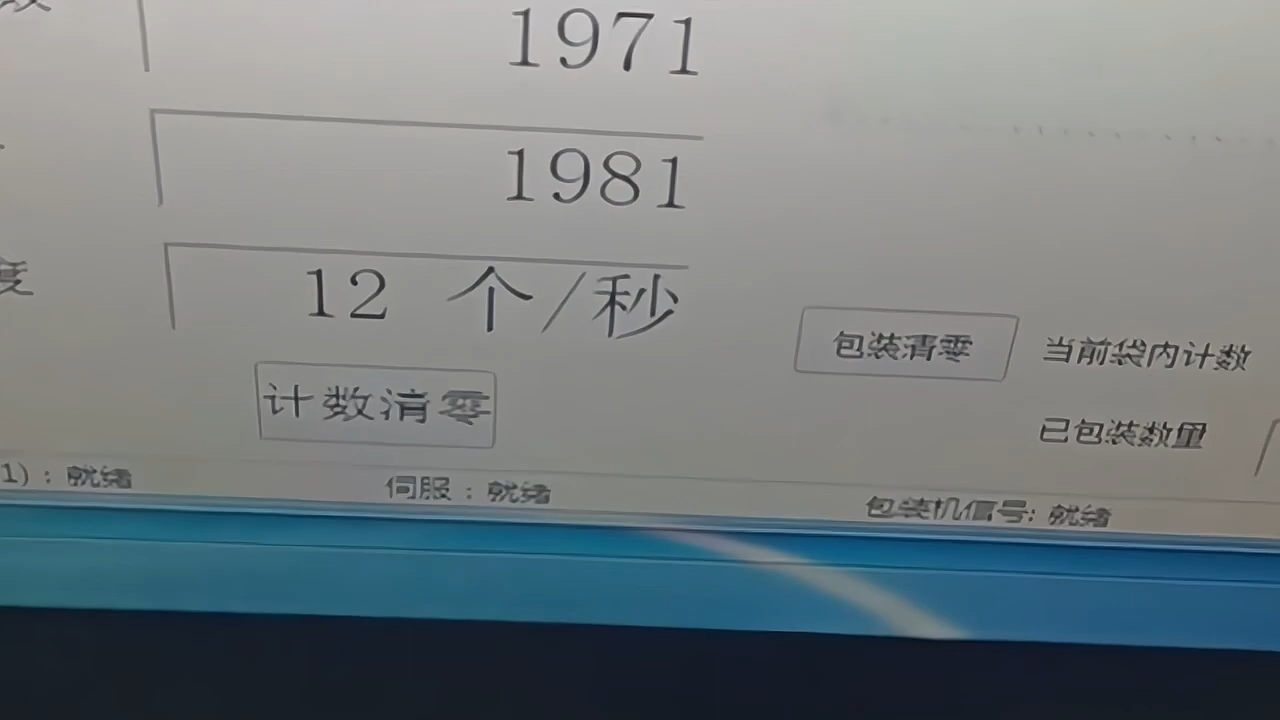 1971
1981
度
12 个/秒
包装清零 当前袋内计数
计数清零
已包装数量
1)：就绪 伺服：就绪 包装机信号: 就绪